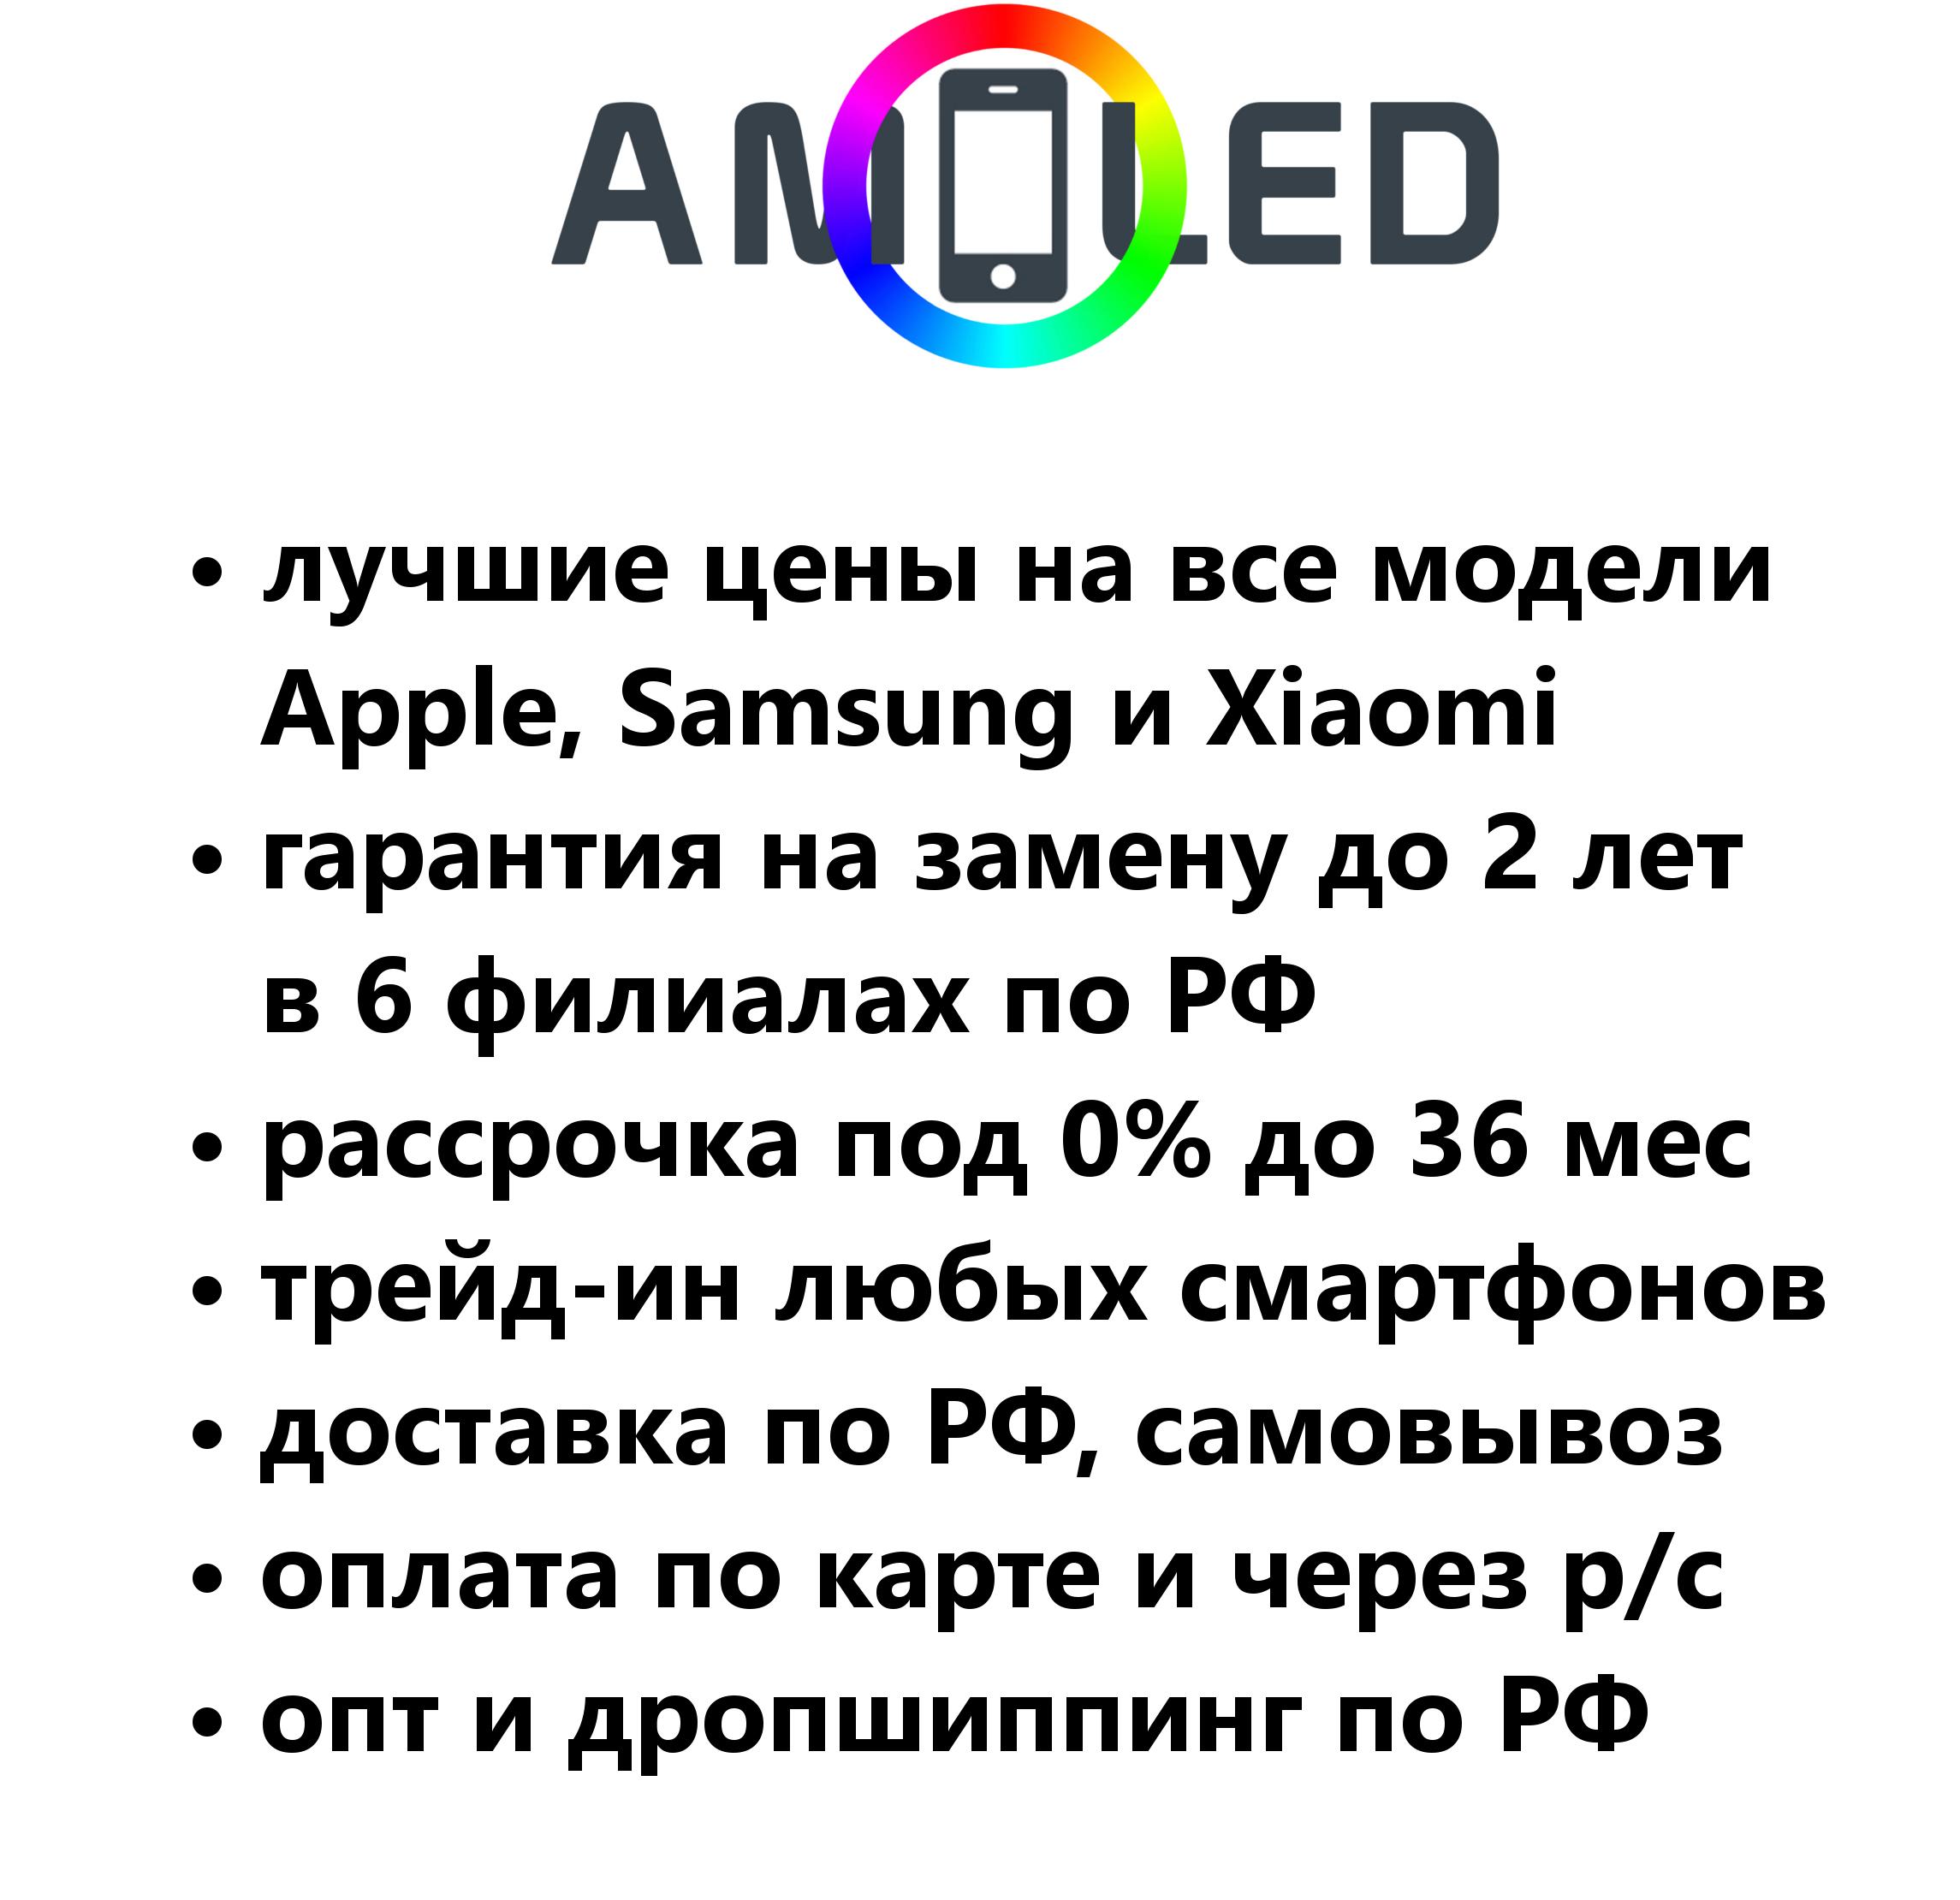 AMOLED
• лучшие цены на все модели
Apple, Samsung и Xiaomi
• гарантия на замену до 2 лет
в 6 филиалах по РФ
• рассрочка под 0% до 36 мес
• трейд-ин любых смартфонов
• доставка по РФ, самовывоз
• оплата по карте и через р/с
• опт и дропшиппинг по РФ